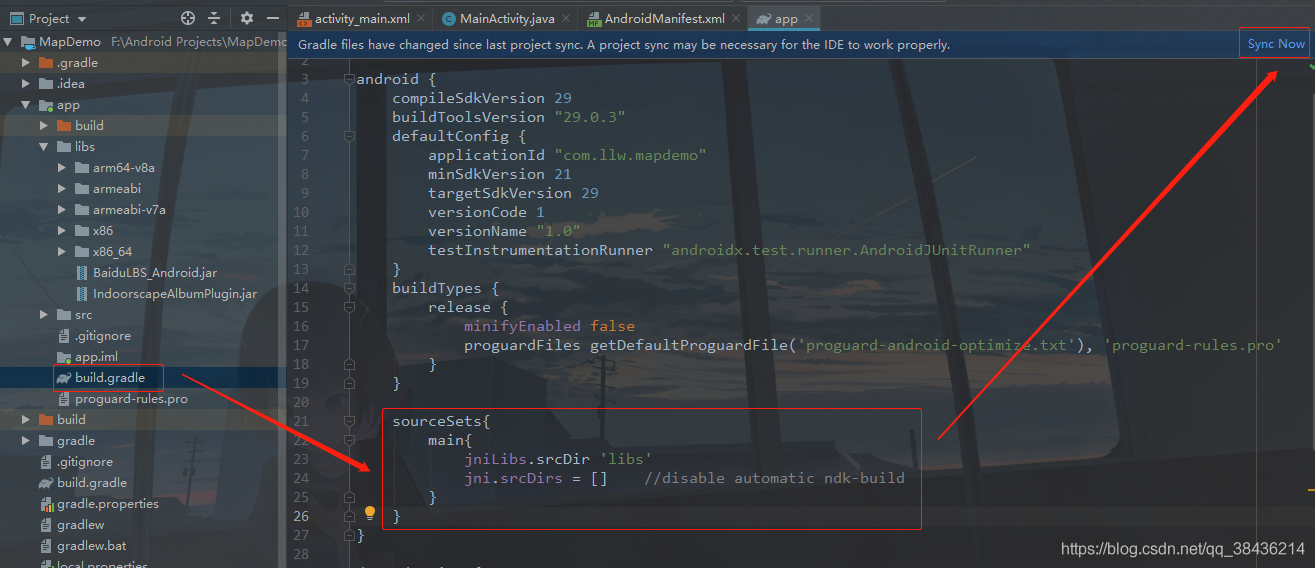 Project
activity_main.xml
MainActivity.java
AndroidManifest.xml
app
Gradle files have changed since last project sync. A project sync may be necessary for the IDE to work properly.
Sync Now
MapDemo F:\Android Projects\MapDemo
.gradle
.idea
app
build
libs
arm64-v8a
armeabi
armeabi-v7a
x86
x86_64
BaiduLBS_Android.jar
IndoorscapeAlbumPlugin.jar
src
.gitignore
app.iml
build.gradle
proguard-rules.pro
build
gradle
.gitignore
build.gradle
gradle.properties
gradlew
gradlew.bat
local.properties
2
3 android {
4 compileSdkVersion 29
5 buildToolsVersion "29.0.3"
6 defaultConfig {
7 applicationId "com.llw.mapdemo"
8 minSdkVersion 21
9 targetSdkVersion 29
10 versionCode 1
11 versionName "1.0"
12 testInstrumentationRunner "androidx.test.runner.AndroidJUnitRunner"
13 }
14 buildTypes {
15 release {
16 minifyEnabled false
17 proguardFiles getDefaultProguardFile('proguard-android-optimize.txt'), 'proguard-rules.pro'
18 }
19 }
20
21 sourceSets{
22 main{
23 jniLibs.srcDir 'libs'
24 jni.srcDirs = [] //disable automatic ndk-build
25 }
26 }
27 }
28
https://blog.csdn.net/qq_38436214